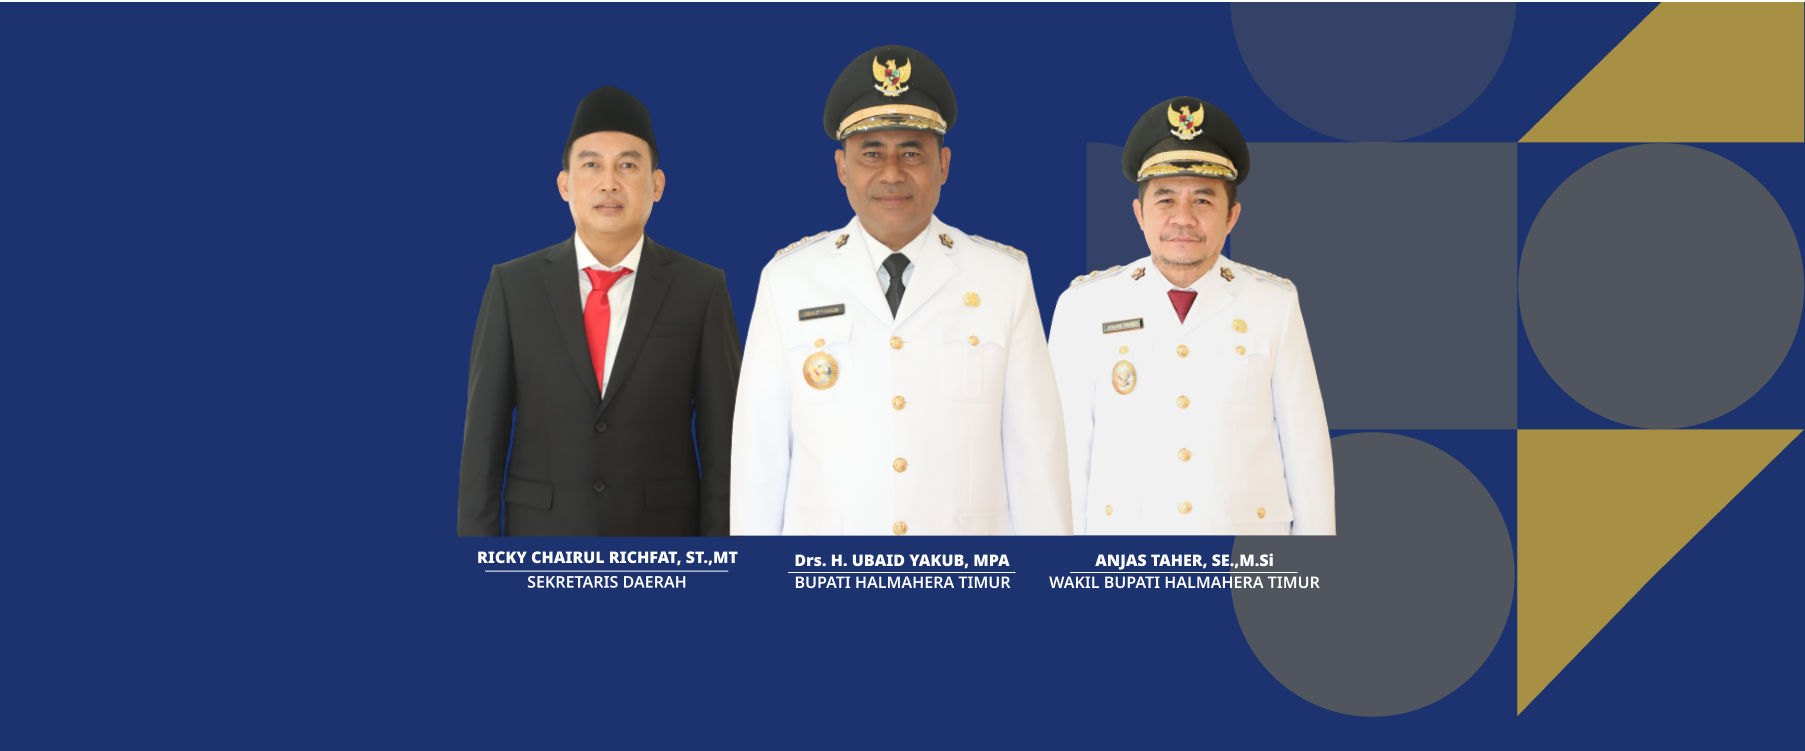 RICKY CHAIRUL RICHFAT, ST.,MT
SEKRETARIS DAERAH
Drs. H. UBAID YAKUB, MPA
BUPATI HALMAHERA TIMUR
ANJAS TAHER, SE.,M.Si
WAKIL BUPATI HALMAHERA TIMUR